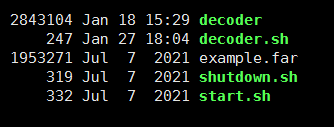 2843104 Jan 18 15:29 decoder
247 Jan 27 18:04 decoder.sh
1953271 Jul 7 2021 example.far
319 Jul 7 2021 shutdown.sh
332 Jul 7 2021 start.sh